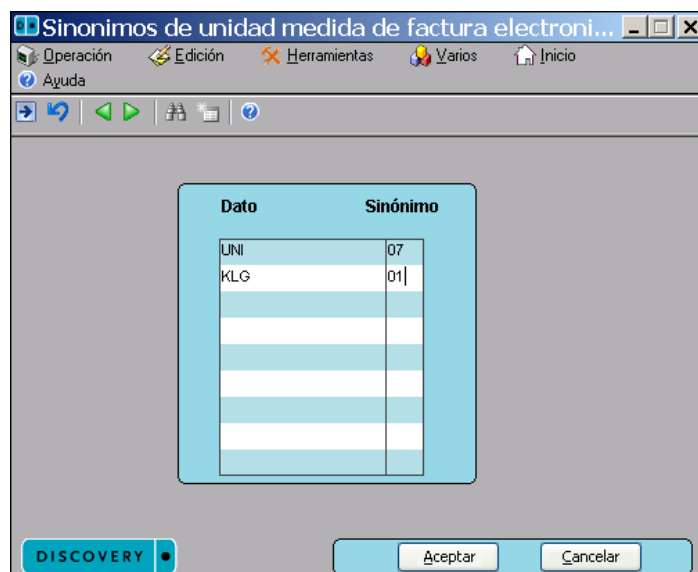 Sinonimos de unidad medida de factura electroni...
Operación Edición Herramientas Varios Inicio
Ayuda
Dato Sinónimo
UNI 07
KLG 01
DISCOVERY Aceptar Cancelar